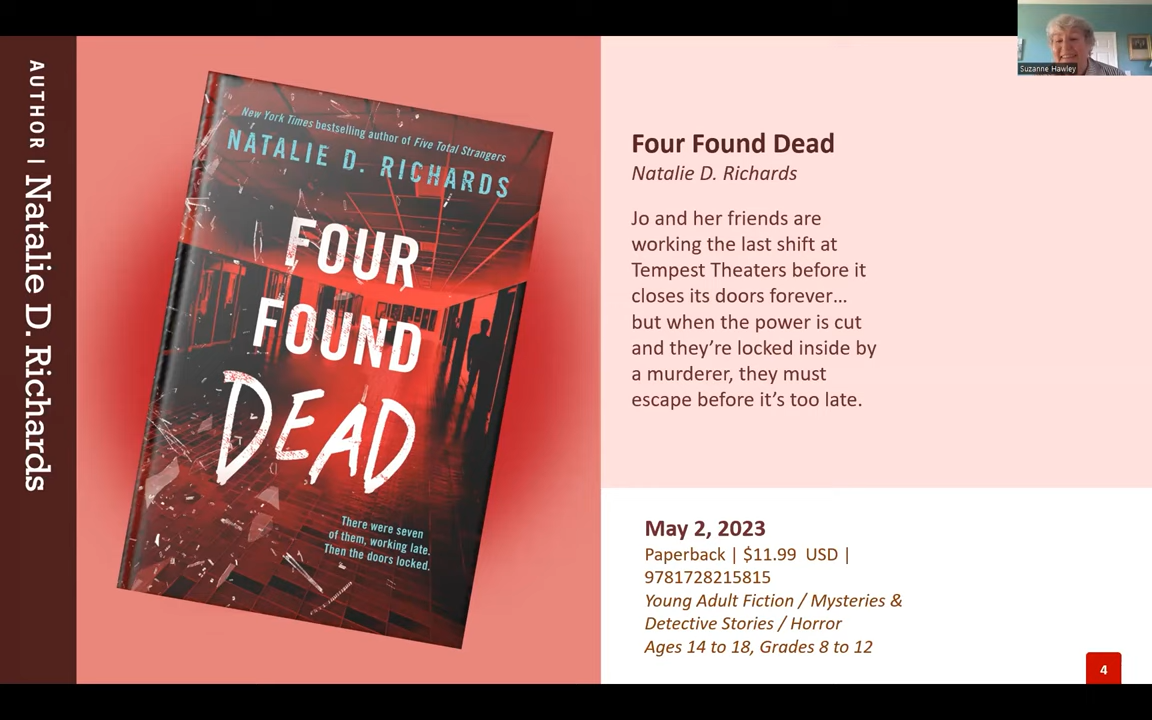 AUTHOR | Natalie D. Richards
New York Times bestselling author of Five Total Strangers
NATALIE D. RICHARDS
FOUR
FOUND
DEAD
There were seven
of them, working late.
Then the doors locked.
Suzanne Hawley
Four Found Dead
Natalie D. Richards
Jo and her friends are
working the last shift at
Tempest Theaters before it
closes its doors forever...
but when the power is cut
and they're locked inside by
a murderer, they must
escape before it's too late.
May 2, 2023
Paperback | $11.99 USD |
9781728215815
Young Adult Fiction / Mysteries &
Detective Stories / Horror
Ages 14 to 18, Grades 8 to 12
4